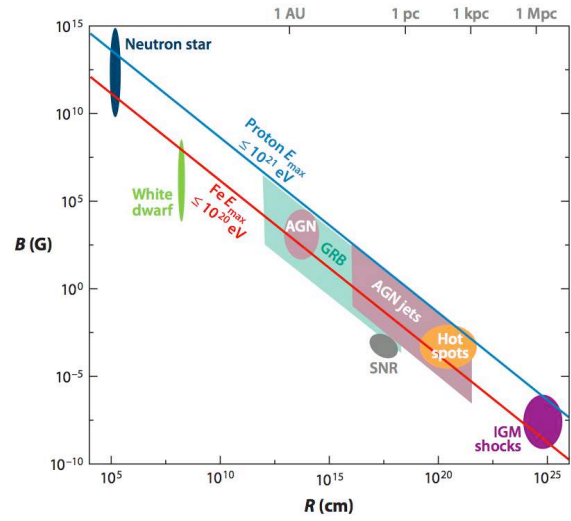 1 AU 1 pc 1 kpc 1 Mpc
10¹⁵
Neutron star
10¹⁰
Proton E_max
≤ 10²¹ eV
White
dwarf
Fe E_max
≤ 10²⁰ eV
10⁵
AGN
GRB
B (G)
10⁰
AGN jets
Hot
spots
SNR
10⁻⁵
IGM
shocks
10⁻¹⁰
10⁵ 10¹⁰ 10¹⁵ 10²⁰ 10²⁵
R (cm)